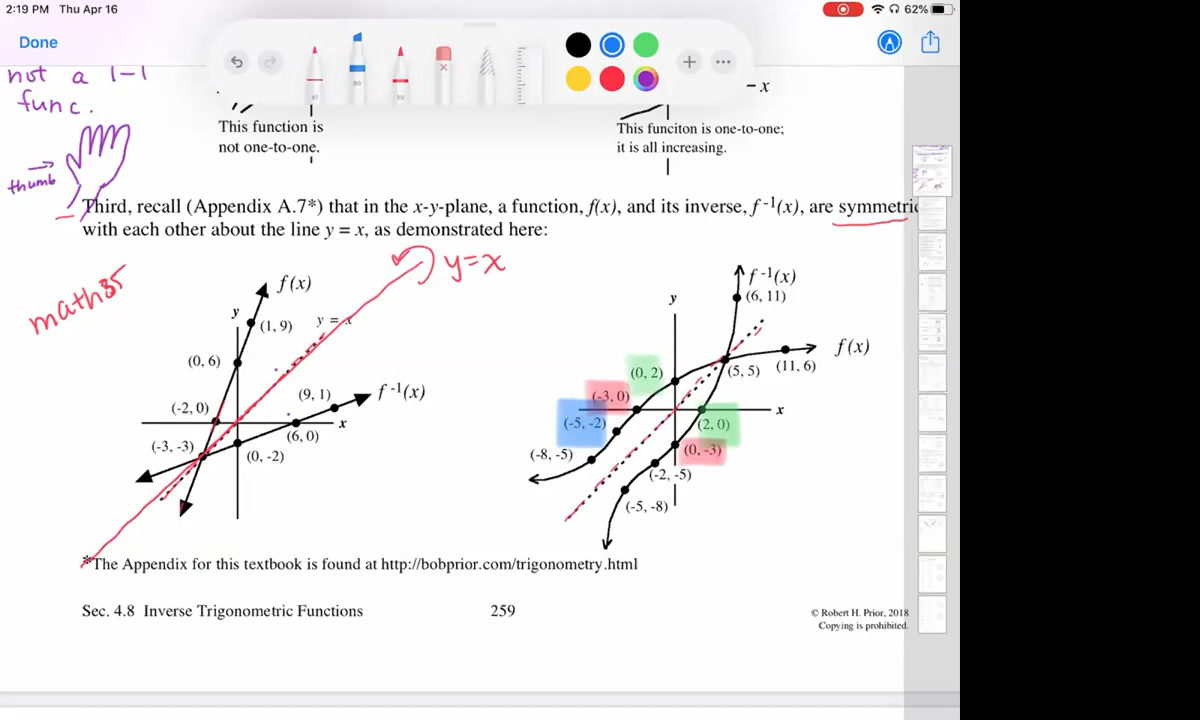 2:19 PM Thu Apr 16
62%
Done
not a 1-1
func.
thumb
This function is
not one-to-one.
- x
This funciton is one-to-one;
it is all increasing.
Third, recall (Appendix A.7*) that in the x-y-plane, a function, f(x), and its inverse, f⁻¹(x), are symmetric
with each other about the line y = x, as demonstrated here:
math35
y=x
f(x)
y
(1, 9)
y = x
(0, 6)
(9, 1)
f⁻¹(x)
(-2, 0)
x
(6, 0)
(-3, -3)
(0, -2)
f⁻¹(x)
y
(6, 11)
f(x)
(0, 2)
(5, 5)
(11, 6)
(-3, 0)
x
(-5, -2)
(2, 0)
(-8, -5)
(0, -3)
(-2, -5)
(-5, -8)
*The Appendix for this textbook is found at http://bobprior.com/trigonometry.html
Sec. 4.8 Inverse Trigonometric Functions
259
© Robert H. Prior, 2018
Copying is prohibited.